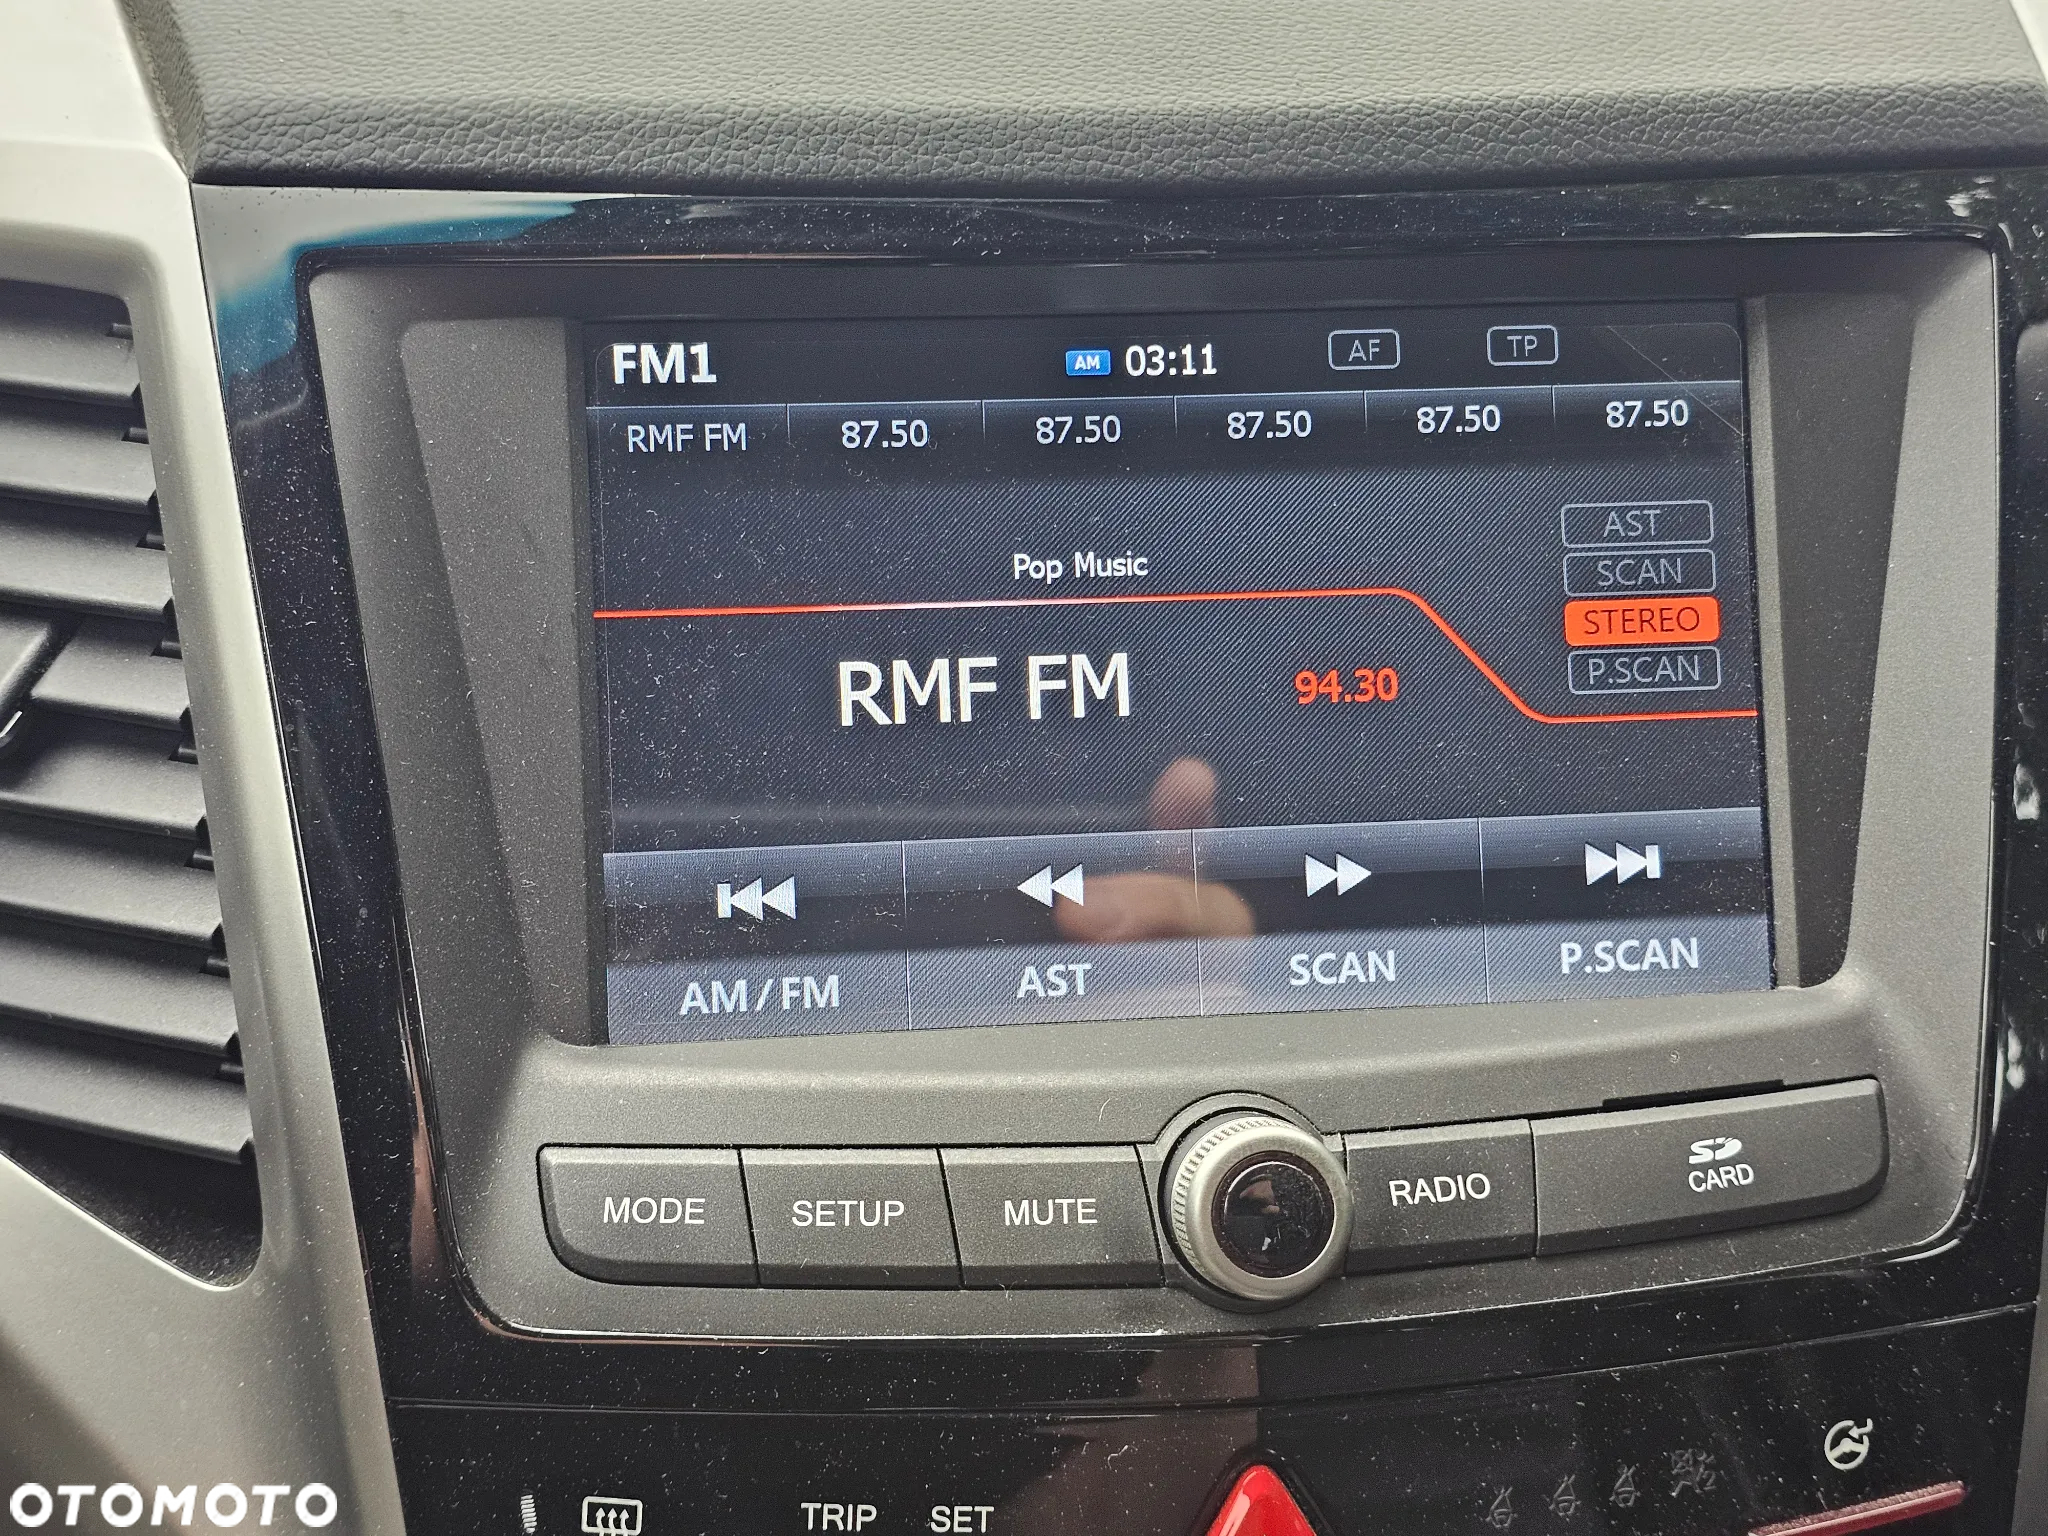 FM1 AM 03:11 AF TP
RMF FM 87.50 87.50 87.50 87.50 87.50
AST
Pop Music
SCAN
STEREO
RMF FM 94.30
P.SCAN
AM/FM AST SCAN P.SCAN
MODE SETUP MUTE RADIO SD CARD
TRIP SET
OTOMOTO